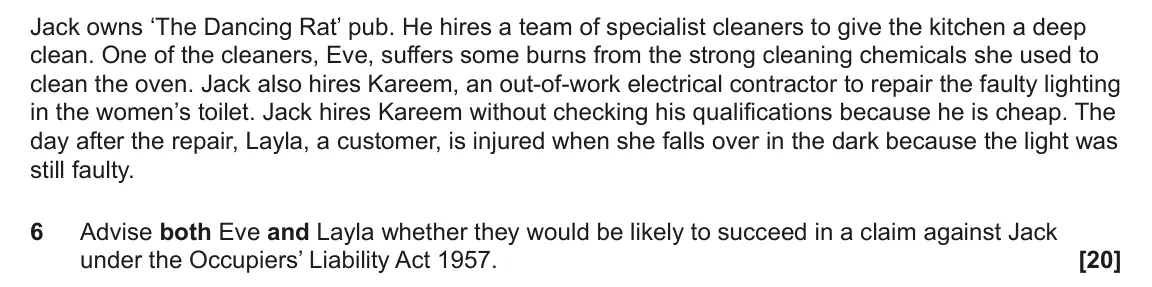 Jack owns ‘The Dancing Rat’ pub. He hires a team of specialist cleaners to give the kitchen a deep
clean. One of the cleaners, Eve, suffers some burns from the strong cleaning chemicals she used to
clean the oven. Jack also hires Kareem, an out-of-work electrical contractor to repair the faulty lighting
in the women’s toilet. Jack hires Kareem without checking his qualifications because he is cheap. The
day after the repair, Layla, a customer, is injured when she falls over in the dark because the light was
still faulty.
6 Advise both Eve and Layla whether they would be likely to succeed in a claim against Jack
under the Occupiers’ Liability Act 1957. [20]